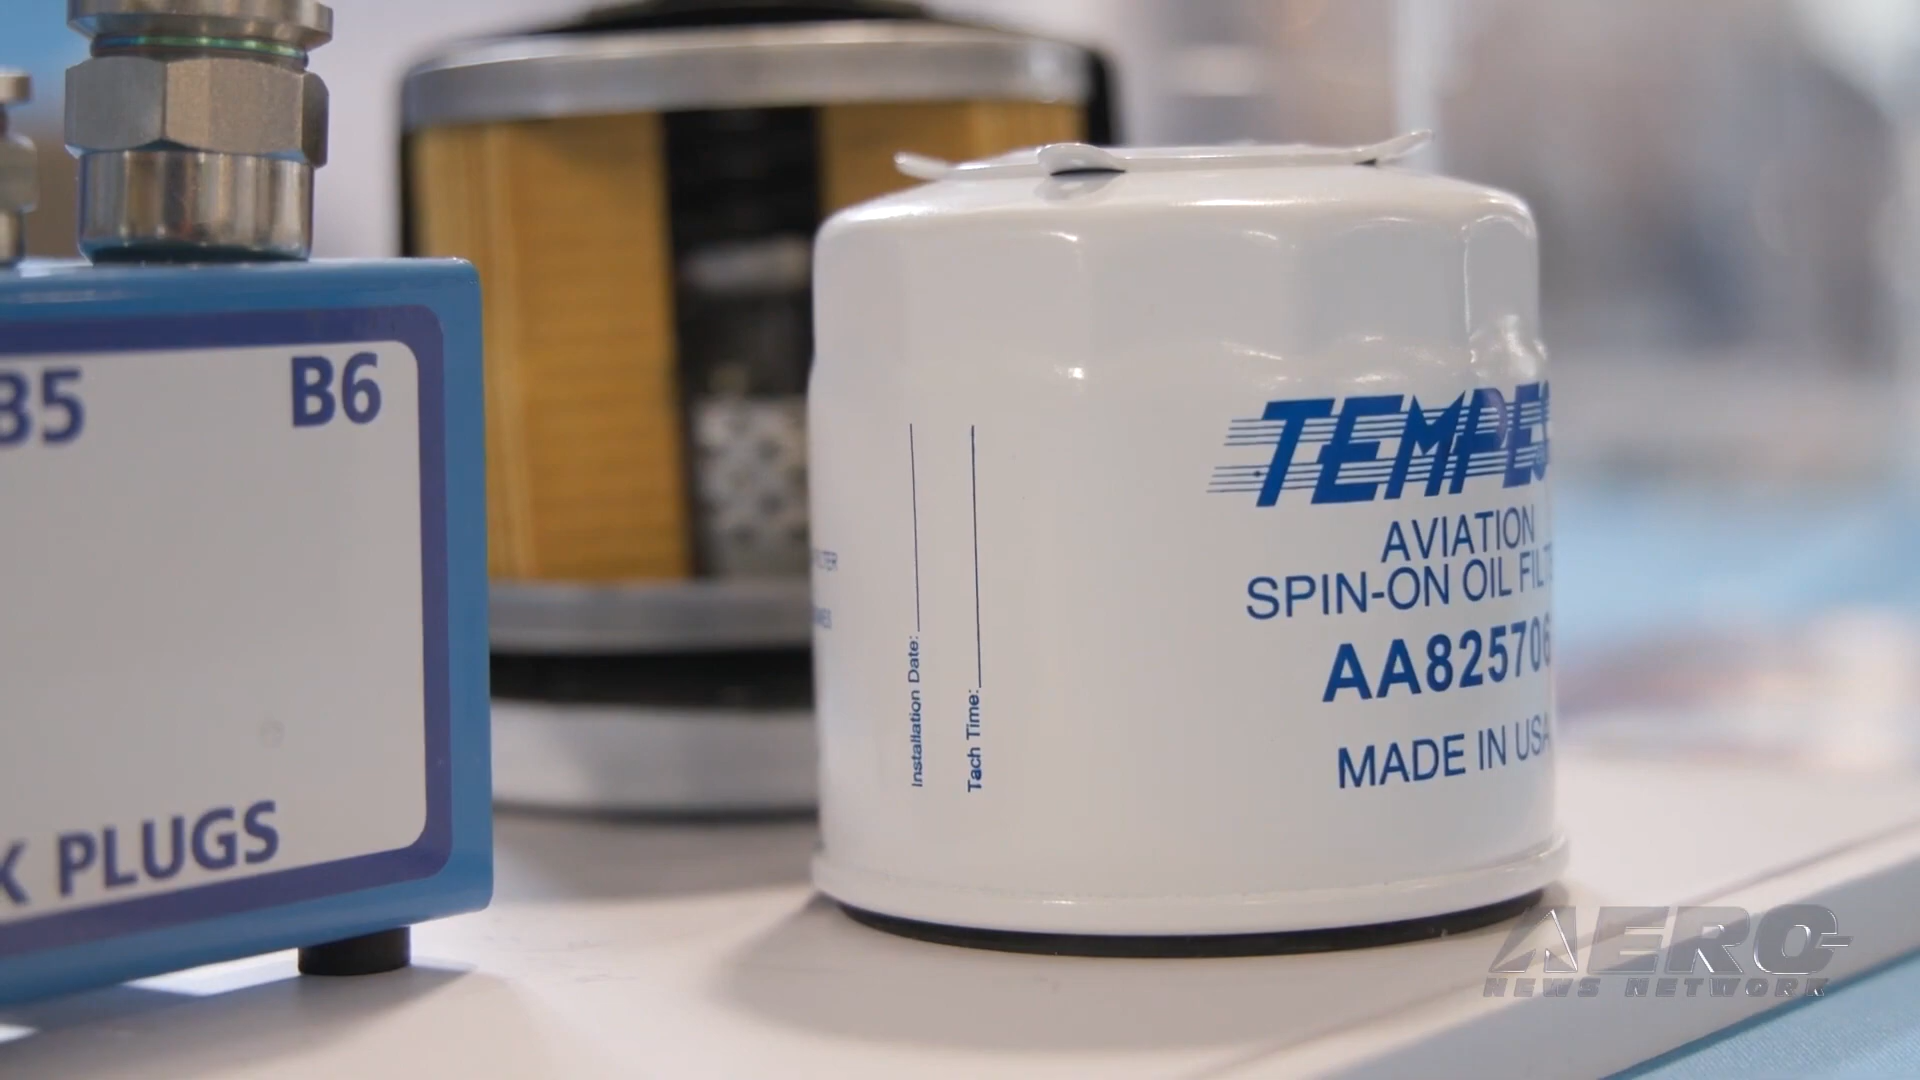 B5
B6
PLUGS
Installation Date:
Tach Time:
TEMPES
AVIATION
SPIN-ON OIL FILTE
AA825706
MADE IN USA
AERO
NEWS NETWORK